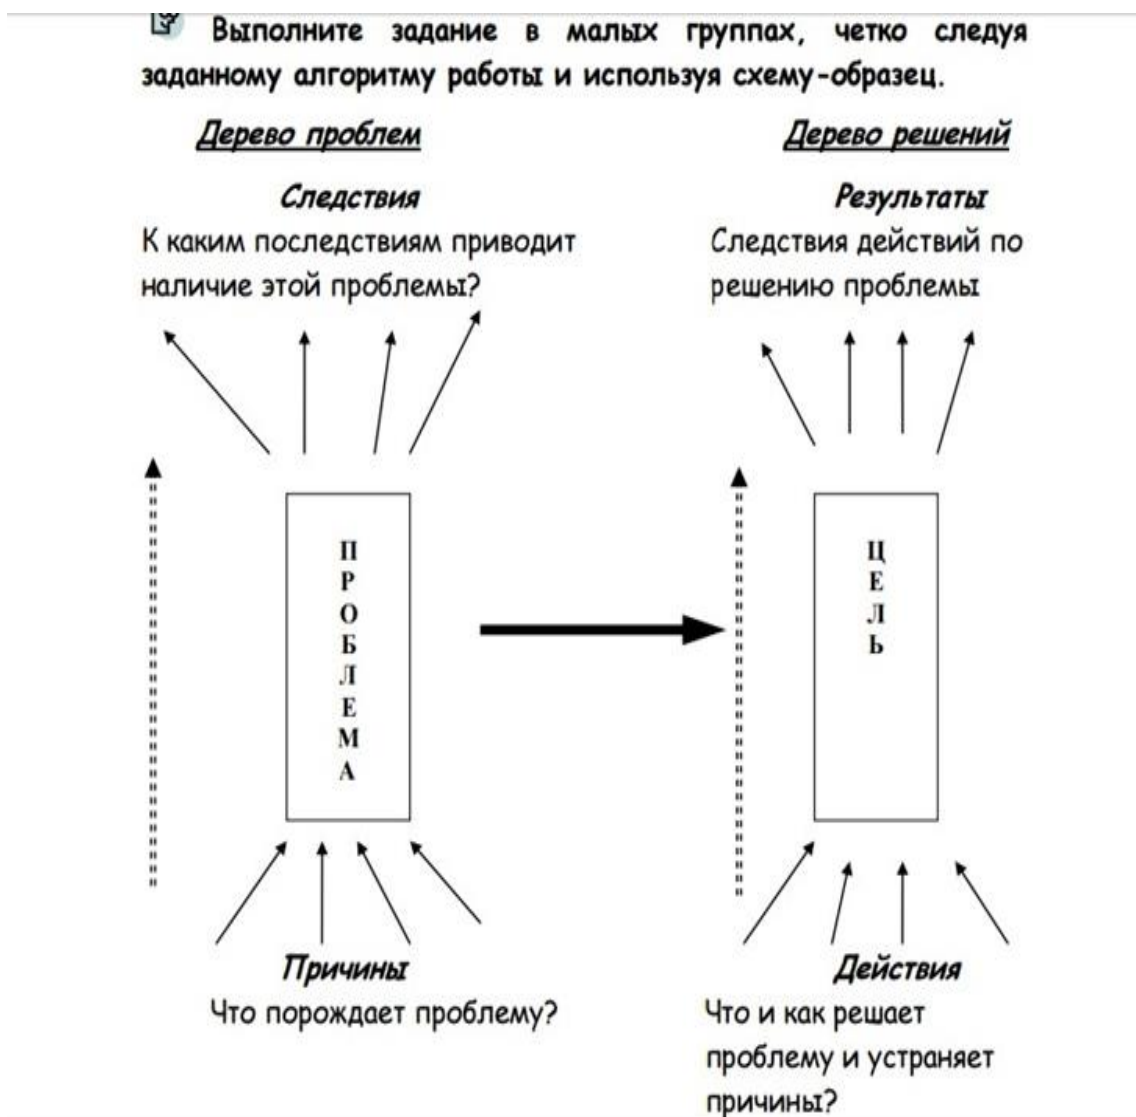 Выполните задание в малых группах, четко следуя
заданному алгоритму работы и используя схему-образец.
Дерево проблем
Следствия
К каким последствиям приводит
наличие этой проблемы?
ПРОБЛЕМА
Причины
Что порождает проблему?
Дерево решений
Результаты
Следствия действий по
решению проблемы
ЦЕЛЬ
Действия
Что и как решает
проблему и устраняет
причины?